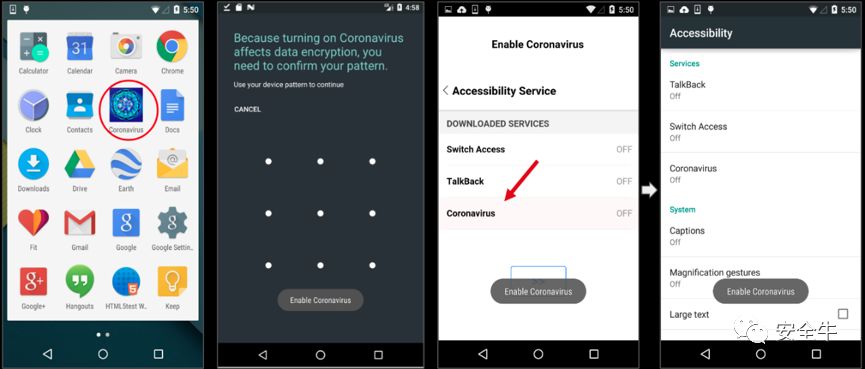 5:50
Calculator
Calendar
Camera
Chrome
31
Clock
Contacts
Coronavirus
Docs
Downloads
Drive
Earth
Email
Fit
Gmail
Google
Google Settin...
Google+
Hangouts
HTML5test W...
Keep
4:58
Because turning on Coronavirus
affects data encryption, you
need to confirm your pattern.
Use your device pattern to continue
CANCEL
Enable Coronavirus
5:50
Enable Coronavirus
Accessibility Service
DOWNLOADED SERVICES
Switch Access OFF
TalkBack OFF
Coronavirus OFF
>>
Enable Coronavirus
5:50
Accessibility
Services
TalkBack
Off
Switch Access
Off
Coronavirus
Off
System
Captions
Off
Magnification gestures
Off
Enable Coronavirus
Large text
安全牛